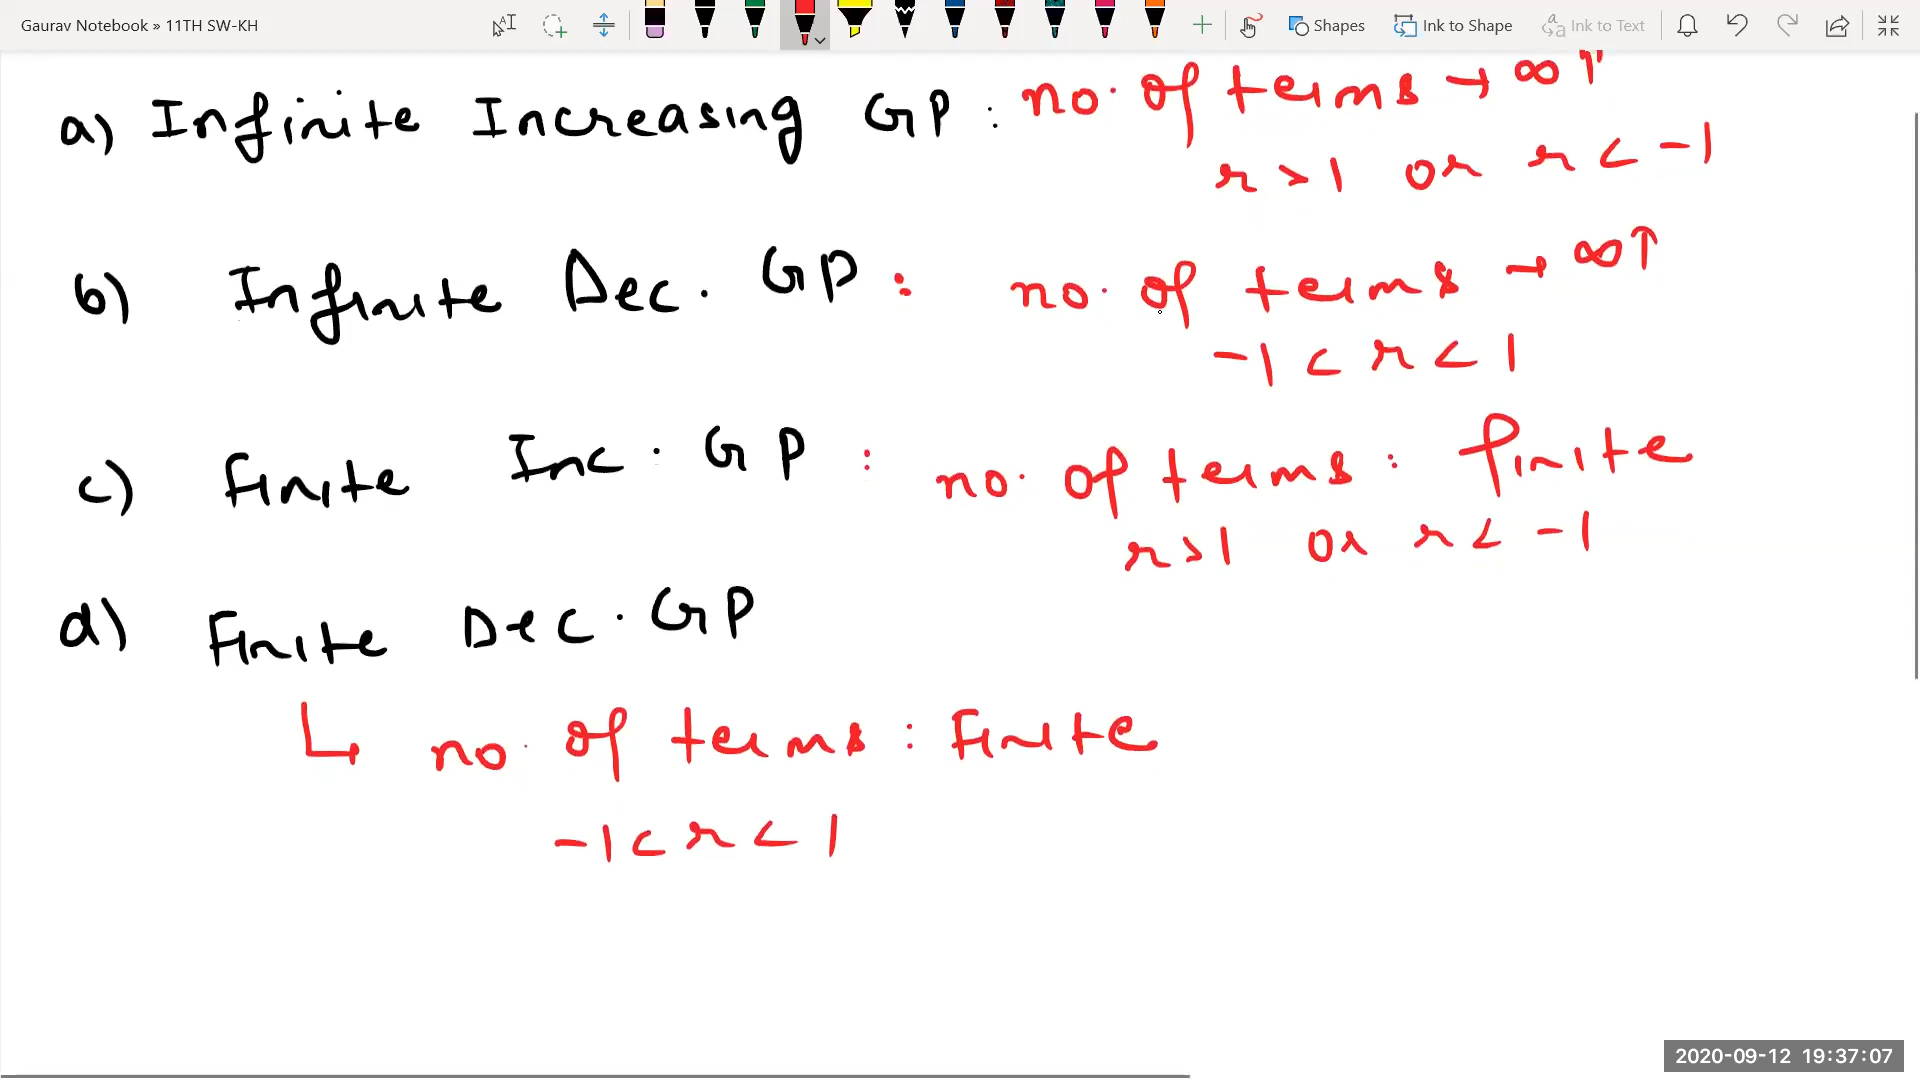 Gaurav Notebook » 11TH SW-KH
Shapes
Ink to Shape
Ink to Text
a) Infinite Increasing GP : no. of terms → ∞↑
r > 1 or r < -1
b) Infinite Dec. GP : no. of terms → ∞↑
-1 < r < 1
c) Finite Inc. GP : no. of terms : finite
r > 1 or r < -1
d) Finite Dec. GP
↳ no. of terms : Finite
-1 < r < 1
2020-09-12 19:37:07